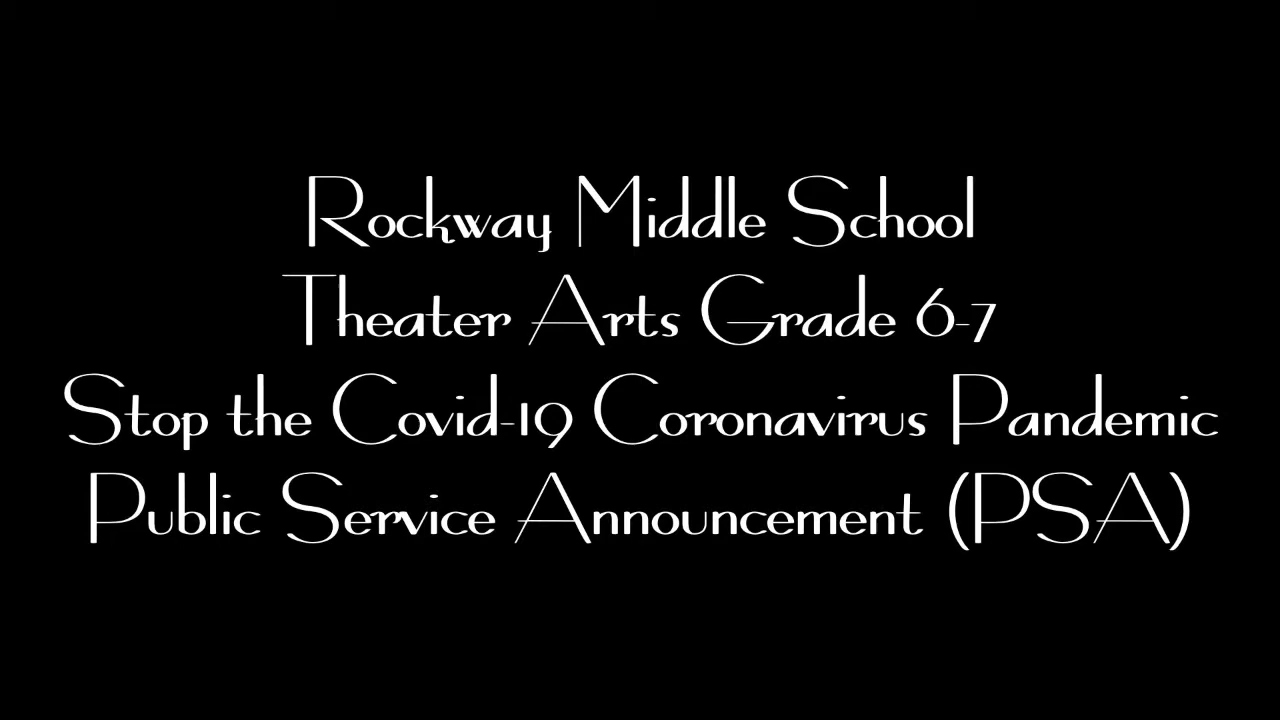 Rockway Middle School
Theater Arts Grade 6-7
Stop the Covid-19 Coronavirus Pandemic
Public Service Announcement (PSA)